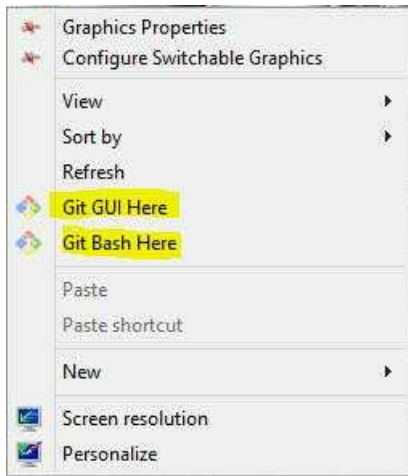 Graphics Properties
Configure Switchable Graphics
View
Sort by
Refresh
Git GUI Here
Git Bash Here
Paste
Paste shortcut
New
Screen resolution
Personalize